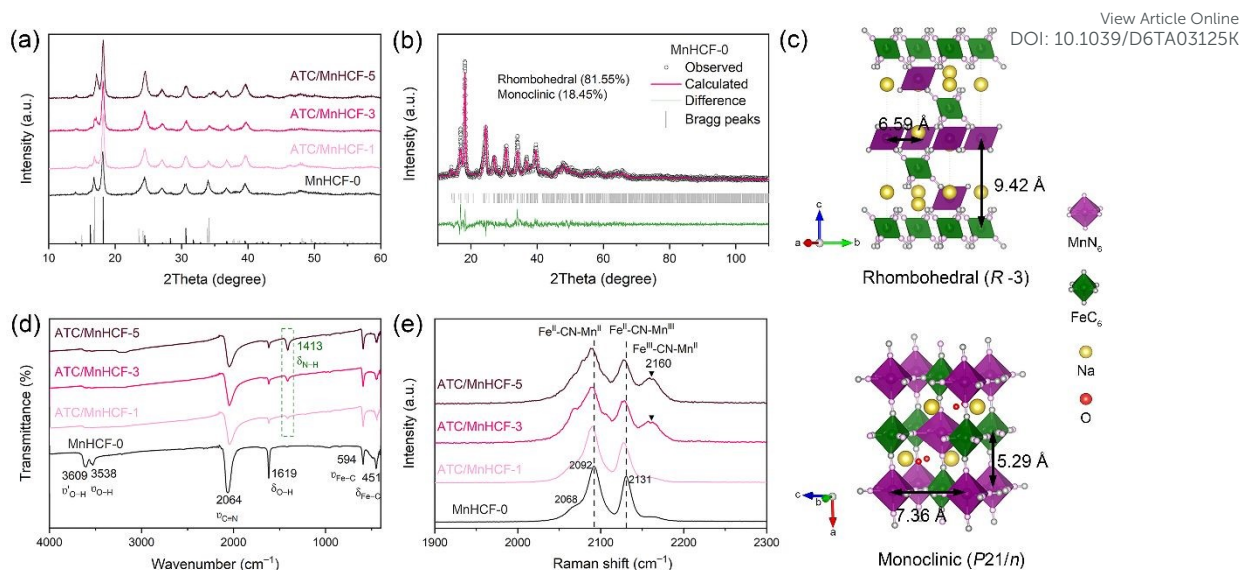 View Article Online
DOI: 10.1039/D6TA03125K
(a)
ATC/MnHCF-5
ATC/MnHCF-3
ATC/MnHCF-1
MnHCF-0
Intensity (a.u.)
10 20 30 40 50 60
2Theta (degree)
(b)
MnHCF-0
Observed
Rhombohedral (81.55%)
Calculated
Monoclinic (18.45%)
Difference
Bragg peaks
Intensity (a.u.)
20 40 60 80 100
2Theta (degree)
(c)
6.59 Å
9.42 Å
c
a
b
Rhombohedral (R -3)
MnN6
FeC6
Na
O
5.29 Å
7.36 Å
c
b
a
Monoclinic (P21/n)
(d)
ATC/MnHCF-5
1413
δN–H
ATC/MnHCF-3
ATC/MnHCF-1
MnHCF-0
3609
3538
υ'O–H
υO–H
2064
υC=N
1619
δO–H
594
υFe–C
451
δFe–C
Transmittance (%)
4000 3000 2000 1000
Wavenumber (cm⁻¹)
(e)
Feᴵᴵ-CN-Mnᴵᴵ
Feᴵᴵ-CN-Mnᴵᴵᴵ
Feᴵᴵᴵ-CN-Mnᴵᴵ
2160
ATC/MnHCF-5
ATC/MnHCF-3
ATC/MnHCF-1
2092
2131
2068
MnHCF-0
Intensity (a.u.)
1900 2000 2100 2200 2300
Raman shift (cm⁻¹)